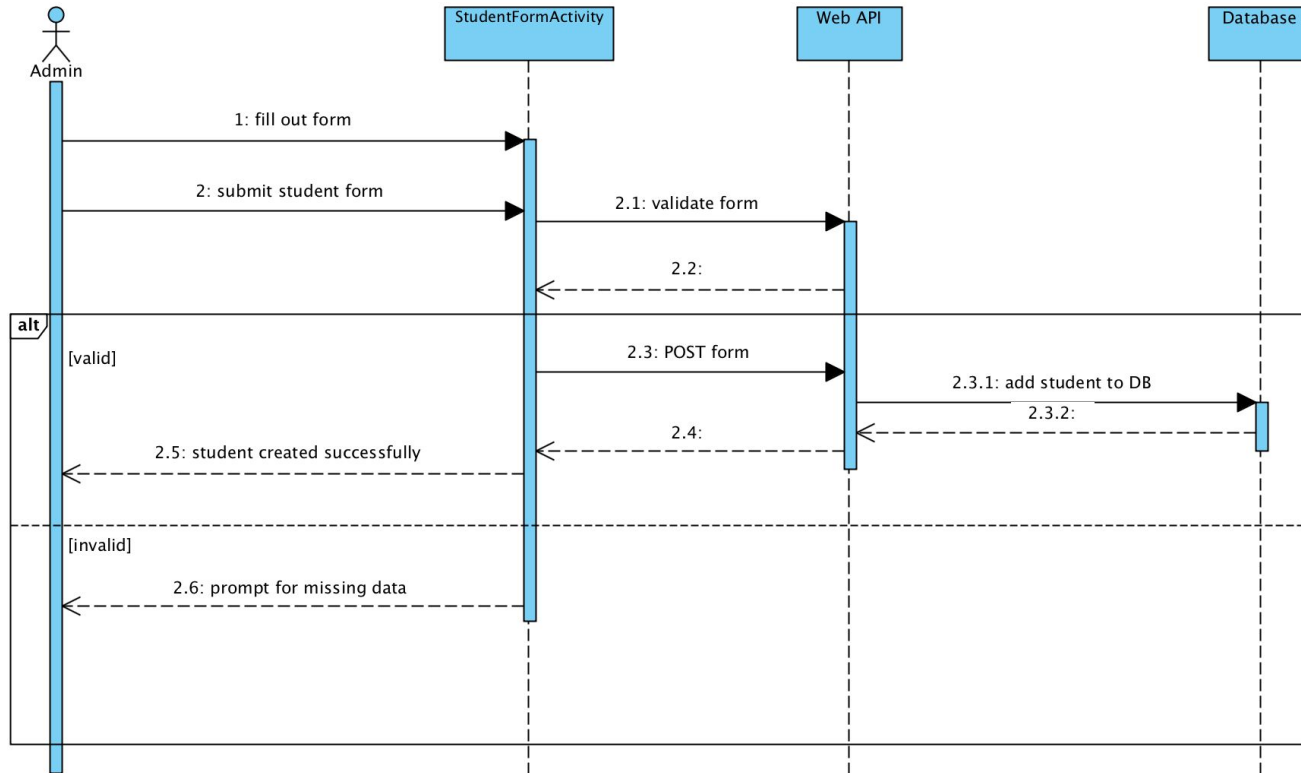 StudentFormActivity
Web API
Database
Admin
1: fill out form
2: submit student form
2.1: validate form
2.2:
alt
[valid]
2.3: POST form
2.3.1: add student to DB
2.3.2:
2.4:
2.5: student created successfully
[invalid]
2.6: prompt for missing data